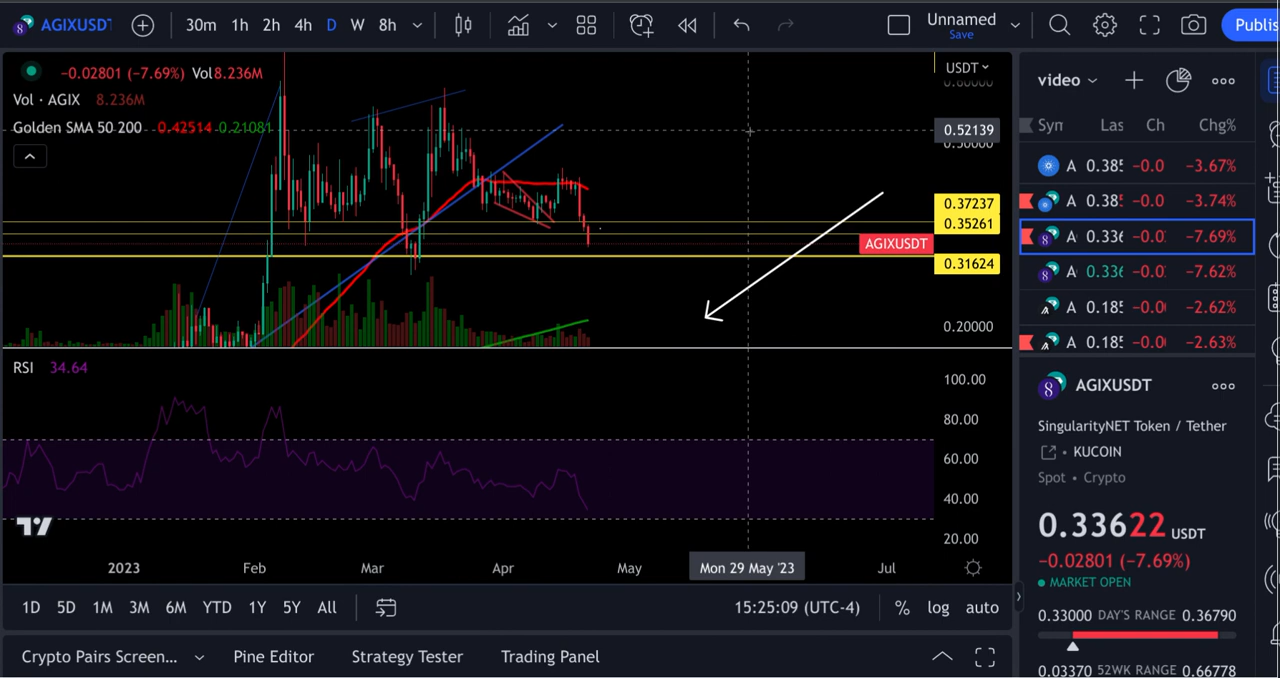 AGIXUSDT 30m 1h 2h 4h D W 8h Unnamed Save Publis
−0.02801 (−7.69%) Vol 8.236M
Vol · AGIX 8.236M
Golden SMA 50 200 0.42514 0.21081
USDT
0.52139
0.37237
0.35261
AGIXUSDT
0.31624
0.20000
RSI 34.64
100.00
80.00
60.00
40.00
20.00
2023 Feb Mar Apr May Mon 29 May '23 Jul
1D 5D 1M 3M 6M YTD 1Y 5Y All 15:25:09 (UTC-4) % log auto
Crypto Pairs Screen... Pine Editor Strategy Tester Trading Panel
video
Syn Las Ch Chg%
A 0.385 -0.0 −3.67%
A 0.385 -0.0 −3.74%
A 0.336 -0.0 −7.69%
A 0.336 -0.0 −7.62%
A 0.185 -0.0 −2.62%
A 0.185 -0.0 −2.63%
AGIXUSDT
SingularityNET Token / Tether
KUCOIN
Spot • Crypto
0.33622 USDT
−0.02801 (−7.69%)
MARKET OPEN
0.33000 DAY'S RANGE 0.36790
0.03370 52WK RANGE 0.66778